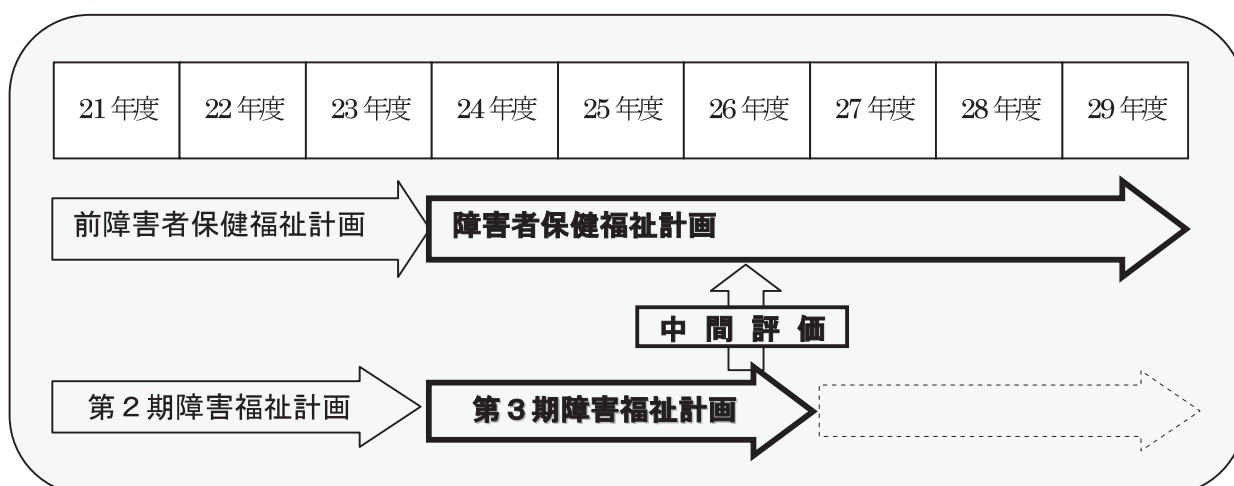 21年度 22年度 23年度 24年度 25年度 26年度 27年度 28年度 29年度
前障害者保健福祉計画 障害者保健福祉計画
中間評価
第2期障害福祉計画 第3期障害福祉計画